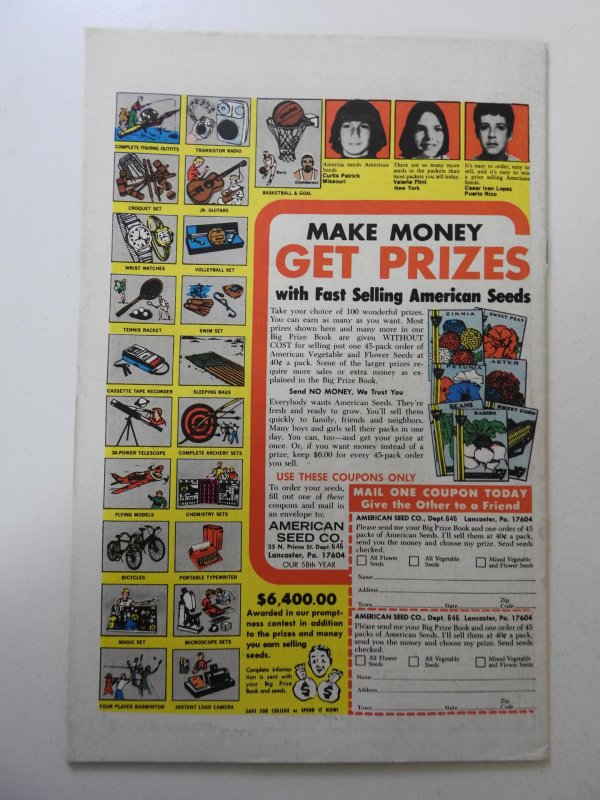 COMPLETE FISHING OUTFITS
TRANSISTOR RADIO
Barry
Chamberlain
BASKETBALL & GOAL
America needs American
Seeds
Curtis Patrick
Missouri
There are so many more
seeds in the packets than
most packets you sell today.
Valerie Flint
New York
It's easy to order, easy to
sell, and it's easy to win
a prize selling American
Seeds.
Cesar Ivan Lopez
Puerto Rico
CROQUET SET
JR. GUITARS
WRIST WATCHES
VOLLEYBALL SET
TENNIS RACKET
SWIM SET
CASSETTE TAPE RECORDER
SLEEPING BAGS
30-POWER TELESCOPE
COMPLETE ARCHERY SETS
FLYING MODELS
CHEMISTRY SETS
BICYCLES
PORTABLE TYPEWRITER
MAGIC SET
MICROSCOPE SETS
FOUR PLAYER BADMINTON
INSTANT LOAD CAMERA
MAKE MONEY
GET PRIZES
with Fast Selling American Seeds
Take your choice of 100 wonderful prizes.
You can earn as many as you want. Most
prizes shown here and many more in our
Big Prize Book are given WITHOUT
COST for selling just one 45-pack order of
American Vegetable and Flower Seeds at
40¢ a pack. Some of the larger prizes re-
quire more sales or extra money as ex-
plained in the Big Prize Book.
Send NO MONEY, We Trust You
Everybody wants American Seeds. They're
fresh and ready to grow. You'll sell them
quickly to family, friends and neighbors.
Many boys and girls sell their packs in one
day. You can, too—and get your prize at
once. Or, if you want money instead of a
prize, keep $6.00 for every 45-pack order
you sell.
ZINNIA
SWEET PEAS
PETUNIA
ASTER
BEANS
RADISH
SWEET CORN
USE THESE COUPONS ONLY
To order your seeds,
fill out one of these
coupons and mail in
an envelope to:
AMERICAN
SEED CO.
35 N. Prince St. Dept. 646
Lancaster, Pa. 17604
OUR 58th YEAR
MAIL ONE COUPON TODAY
Give the Other to a Friend
AMERICAN SEED CO., Dept. 646 Lancaster, Pa. 17604
Please send me your Big Prize Book and one order of 45
packs of American Seeds. I'll sell them at 40¢ a pack,
send you the money and choose my prize. Send seeds
checked.
All Flower Seeds
All Vegetable Seeds
Mixed Vegetable and Flower Seeds
Name
Address
Town State Zip Code
AMERICAN SEED CO., Dept. 646 Lancaster, Pa. 17604
Please send me your Big Prize Book and one order of 45
packs of American Seeds. I'll sell them at 40¢ a pack,
send you the money and choose my prize. Send seeds
checked.
All Flower Seeds
All Vegetable Seeds
Mixed Vegetable and Flower Seeds
Name
Address
Town State Zip Code
$6,400.00
Awarded in our prompt-
ness contest in addition
to the prizes and money
you earn selling
seeds.
Complete informa-
tion is sent with
your Big Prize
Book and seeds.
$ $
SAVE FOR COLLEGE or SPEND IT NOW!